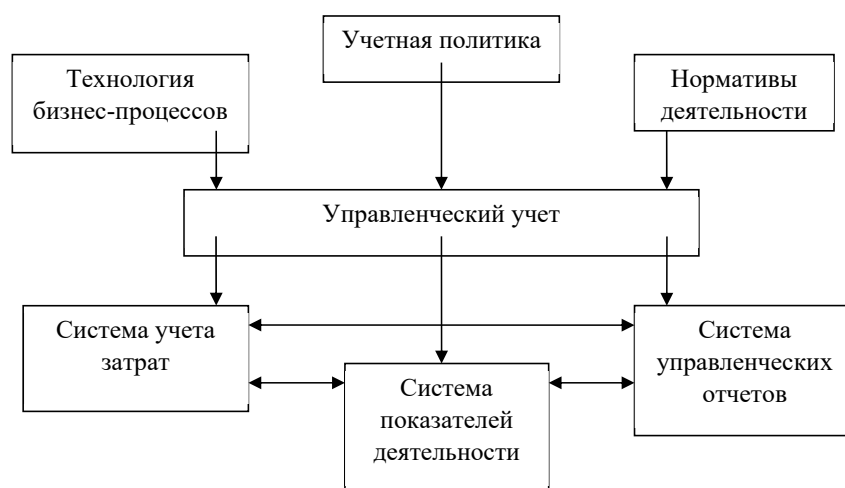 Учетная политика
Технология
бизнес-процессов
Нормативы
деятельности
Управленческий учет
Система учета
затрат
Система
показателей
деятельности
Система
управленческих
отчетов